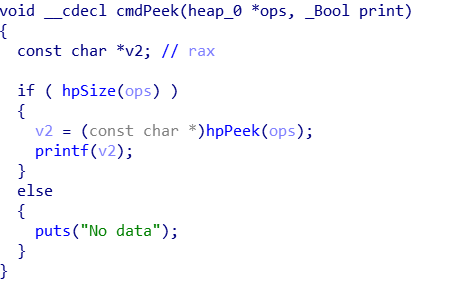 void __cdecl cmdPeek(heap_0 *ops, _Bool print)
{
  const char *v2; // rax

  if ( hpSize(ops) )
  {
    v2 = (const char *)hpPeek(ops);
    printf(v2);
  }
  else
  {
    puts("No data");
  }
}